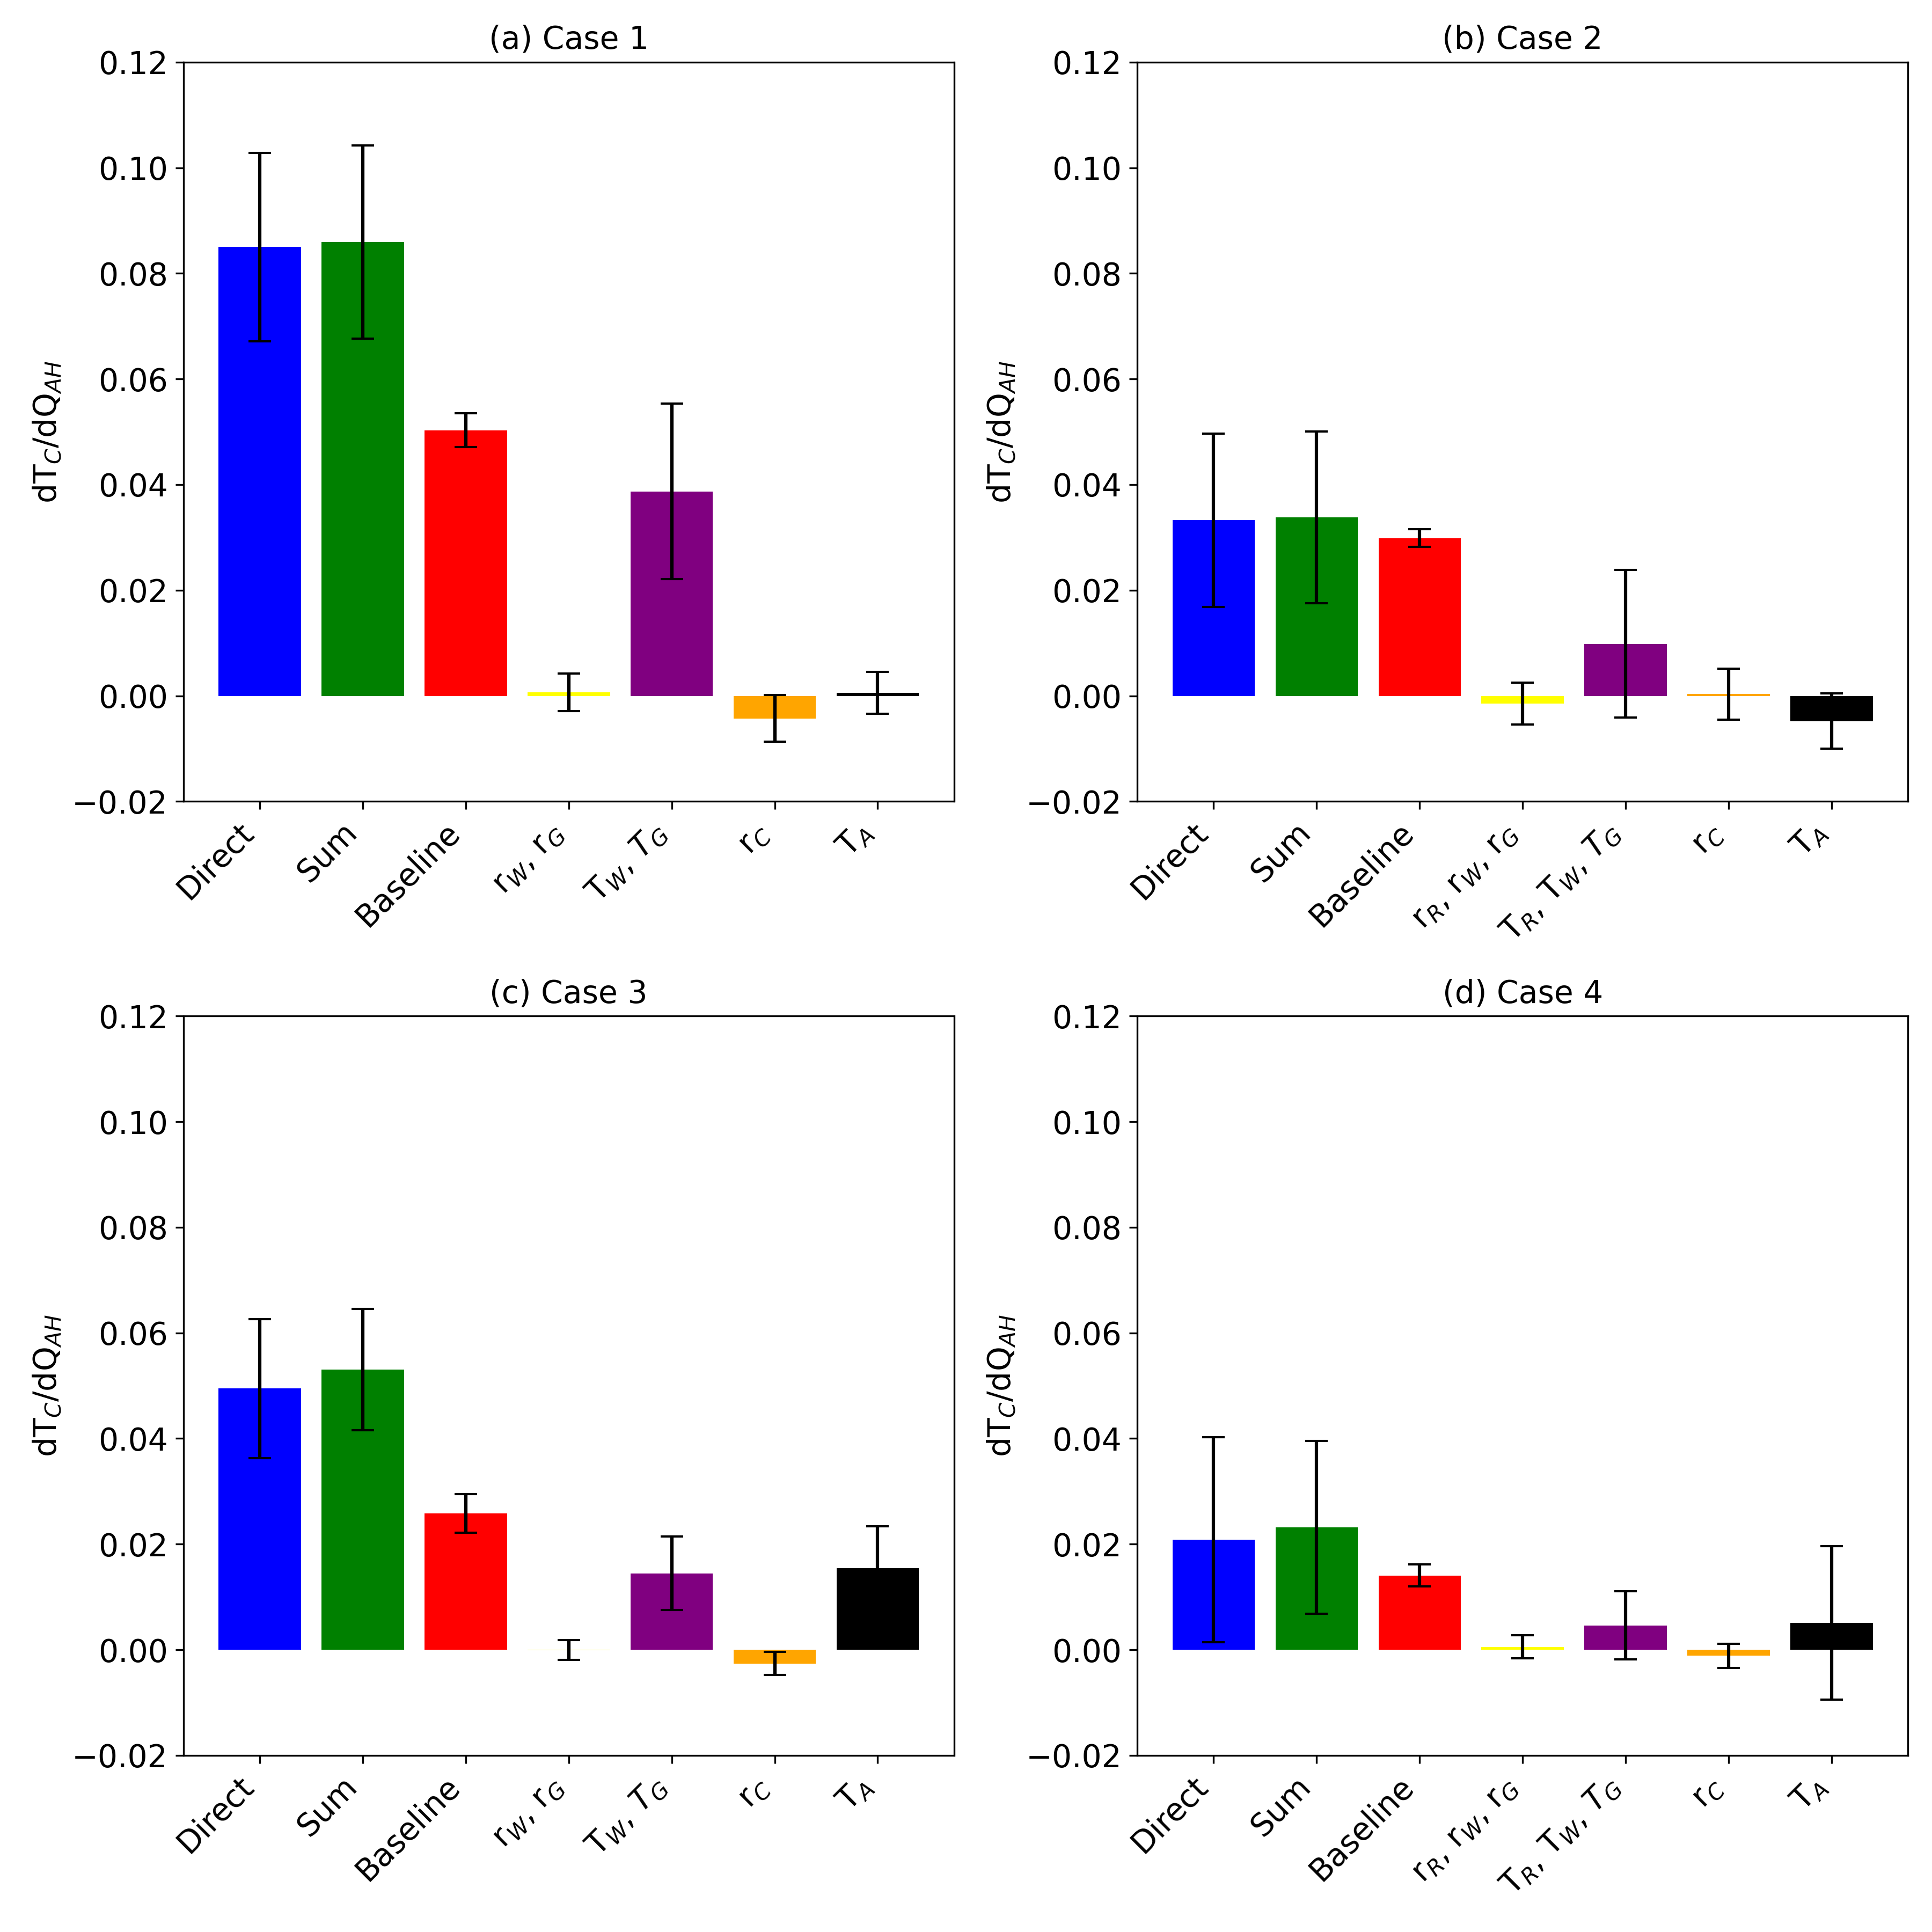 (a) Case 1
0.12
0.10
0.08
0.06
0.04
0.02
0.00
−0.02
dT_C/dQ_AH
Direct
Sum
Baseline
r_W, r_G
T_W, T_G
r_C
T_A
(b) Case 2
0.12
0.10
0.08
0.06
0.04
0.02
0.00
−0.02
dT_C/dQ_AH
Direct
Sum
Baseline
r_R, r_W, r_G
T_R, T_W, T_G
r_C
T_A
(c) Case 3
0.12
0.10
0.08
0.06
0.04
0.02
0.00
−0.02
dT_C/dQ_AH
Direct
Sum
Baseline
r_W, r_G
T_W, T_G
r_C
T_A
(d) Case 4
0.12
0.10
0.08
0.06
0.04
0.02
0.00
−0.02
dT_C/dQ_AH
Direct
Sum
Baseline
r_R, r_W, r_G
T_R, T_W, T_G
r_C
T_A